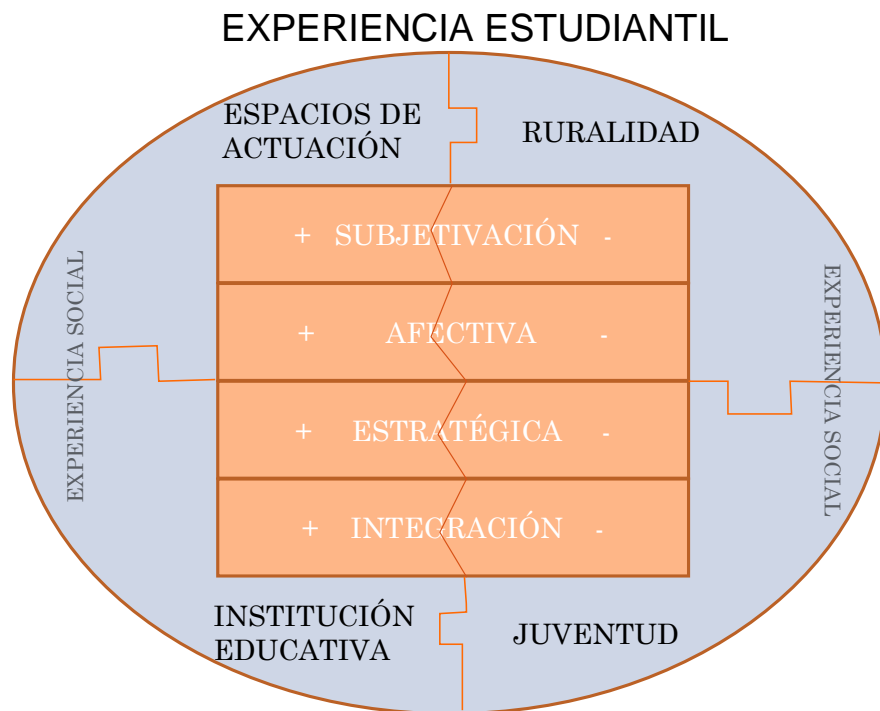 EXPERIENCIA ESTUDIANTIL
ESPACIOS DE
ACTUACIÓN
RURALIDAD
+ SUBJETIVACIÓN -
+ AFECTIVA -
+ ESTRATÉGICA -
+ INTEGRACIÓN -
EXPERIENCIA SOCIAL
EXPERIENCIA SOCIAL
INSTITUCIÓN
EDUCATIVA
JUVENTUD